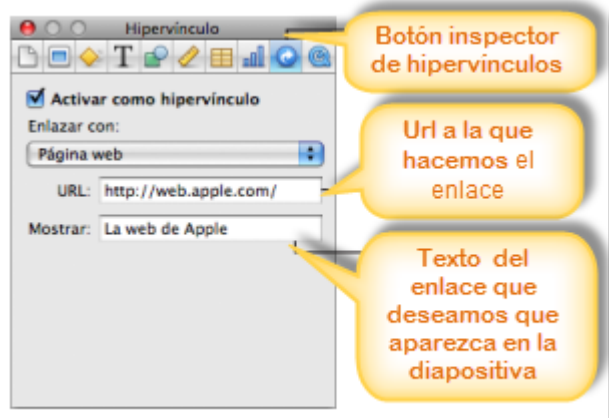 Hipervínculo
Botón inspector
de hipervínculos
T
Activar como hipervínculo
Enlazar con:
Página web
URL: http://web.apple.com/
Mostrar: La web de Apple
Url a la que
hacemos el
enlace
Texto del
enlace que
deseamos que
aparezca en la
diapositiva